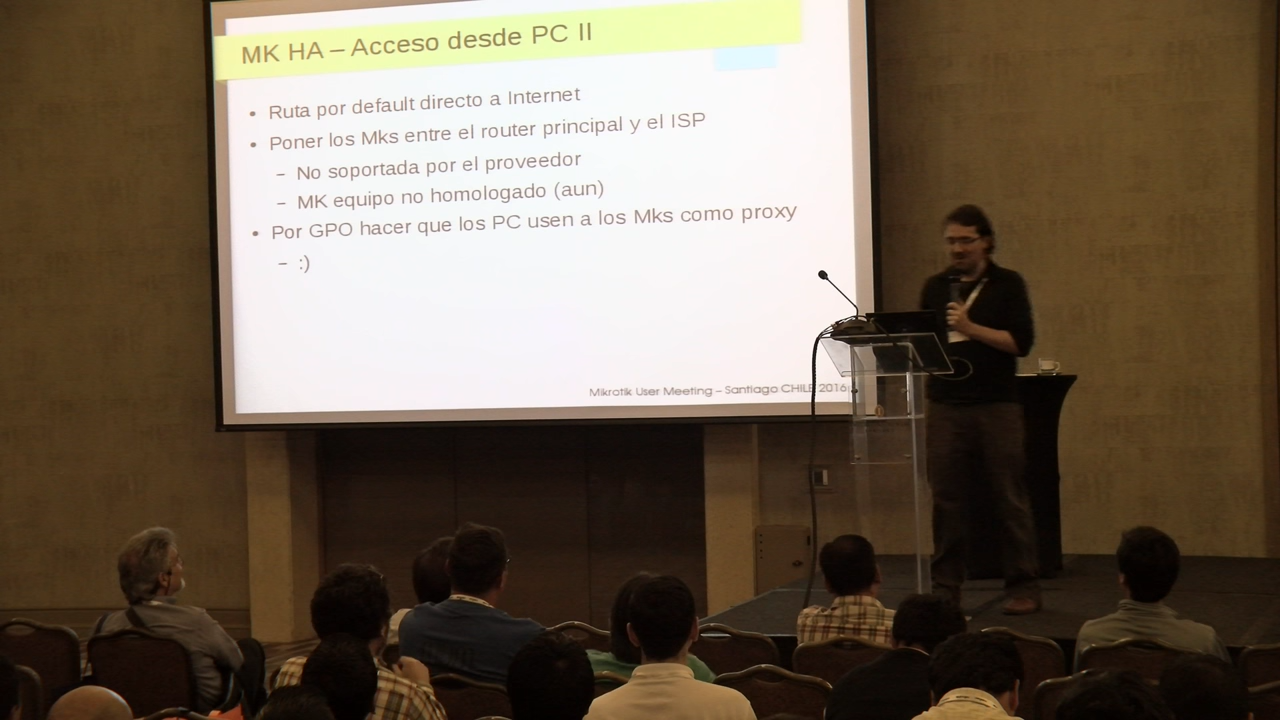 MK HA – Acceso desde PC II
• Ruta por default directo a Internet
• Poner los Mks entre el router principal y el ISP
– No soportada por el proveedor
– MK equipo no homologado (aun)
• Por GPO hacer que los PC usen a los Mks como proxy
– :)
Mikrotik User Meeting – Santiago CHILE 2016